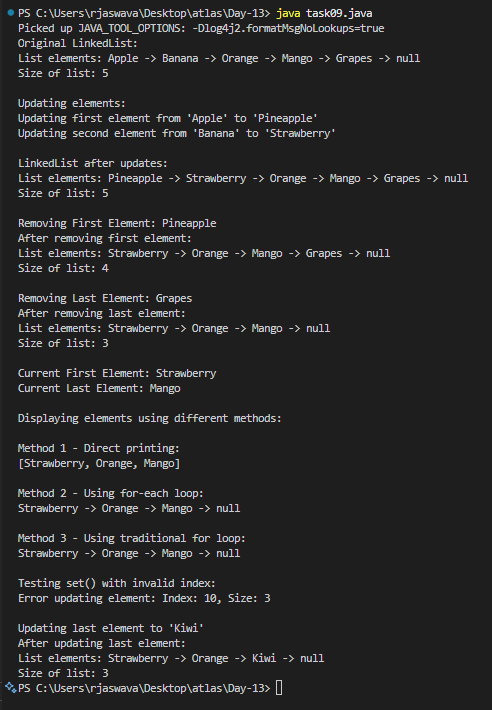 PS C:\Users\rjaswava\Desktop\atlas\Day-13> java task09.java
Picked up JAVA_TOOL_OPTIONS: -Dlog4j2.formatMsgNoLookups=true
Original LinkedList:
List elements: Apple -> Banana -> Orange -> Mango -> Grapes -> null
Size of list: 5

Updating elements:
Updating first element from 'Apple' to 'Pineapple'
Updating second element from 'Banana' to 'Strawberry'

LinkedList after updates:
List elements: Pineapple -> Strawberry -> Orange -> Mango -> Grapes -> null
Size of list: 5

Removing First Element: Pineapple
After removing first element:
List elements: Strawberry -> Orange -> Mango -> Grapes -> null
Size of list: 4

Removing Last Element: Grapes
After removing last element:
List elements: Strawberry -> Orange -> Mango -> null
Size of list: 3

Current First Element: Strawberry
Current Last Element: Mango

Displaying elements using different methods:

Method 1 - Direct printing:
[Strawberry, Orange, Mango]

Method 2 - Using for-each loop:
Strawberry -> Orange -> Mango -> null

Method 3 - Using traditional for loop:
Strawberry -> Orange -> Mango -> null

Testing set() with invalid index:
Error updating element: Index: 10, Size: 3

Updating last element to 'Kiwi'
After updating last element:
List elements: Strawberry -> Orange -> Kiwi -> null
Size of list: 3
PS C:\Users\rjaswava\Desktop\atlas\Day-13>